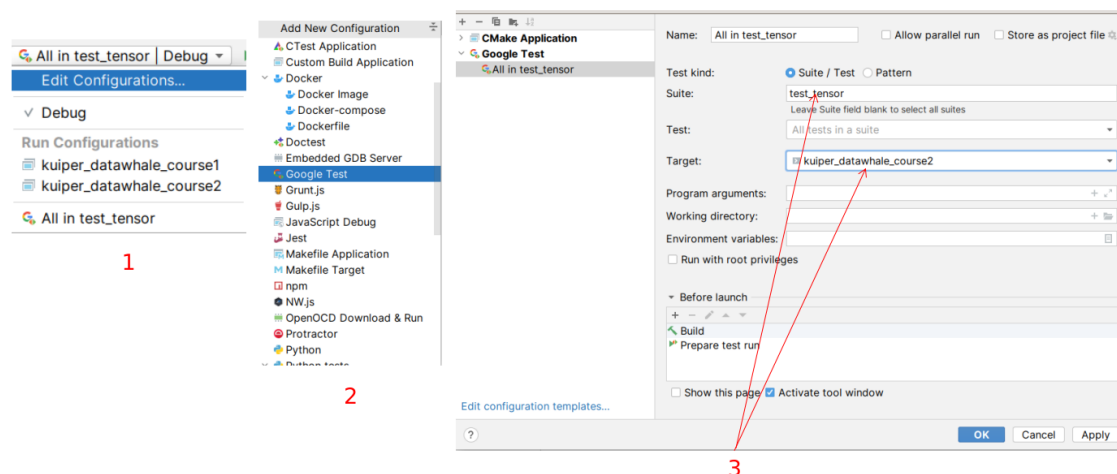 All in test_tensor | Debug
Edit Configurations...
Debug
Run Configurations
kuiper_datawhale_course1
kuiper_datawhale_course2
All in test_tensor
1
Add New Configuration
CTest Application
Custom Build Application
Docker
Docker Image
Docker-compose
Dockerfile
Doctest
Embedded GDB Server
Google Test
Grunt.js
Gulp.js
JavaScript Debug
Jest
Makefile Application
Makefile Target
npm
NW.js
OpenOCD Download & Run
Protractor
Python
Python tests
2
CMake Application
Google Test
All in test_tensor
Edit configuration templates...
?
Name: All in test_tensor Allow parallel run Store as project file
Test kind: Suite / Test Pattern
Suite: test_tensor
Leave Suite field blank to select all suites
Test: All tests in a suite
Target: kuiper_datawhale_course2
Program arguments:
Working directory:
Environment variables:
Run with root privileges
Before launch
Build
Prepare test run
Show this page Activate tool window
OK Cancel Apply
3